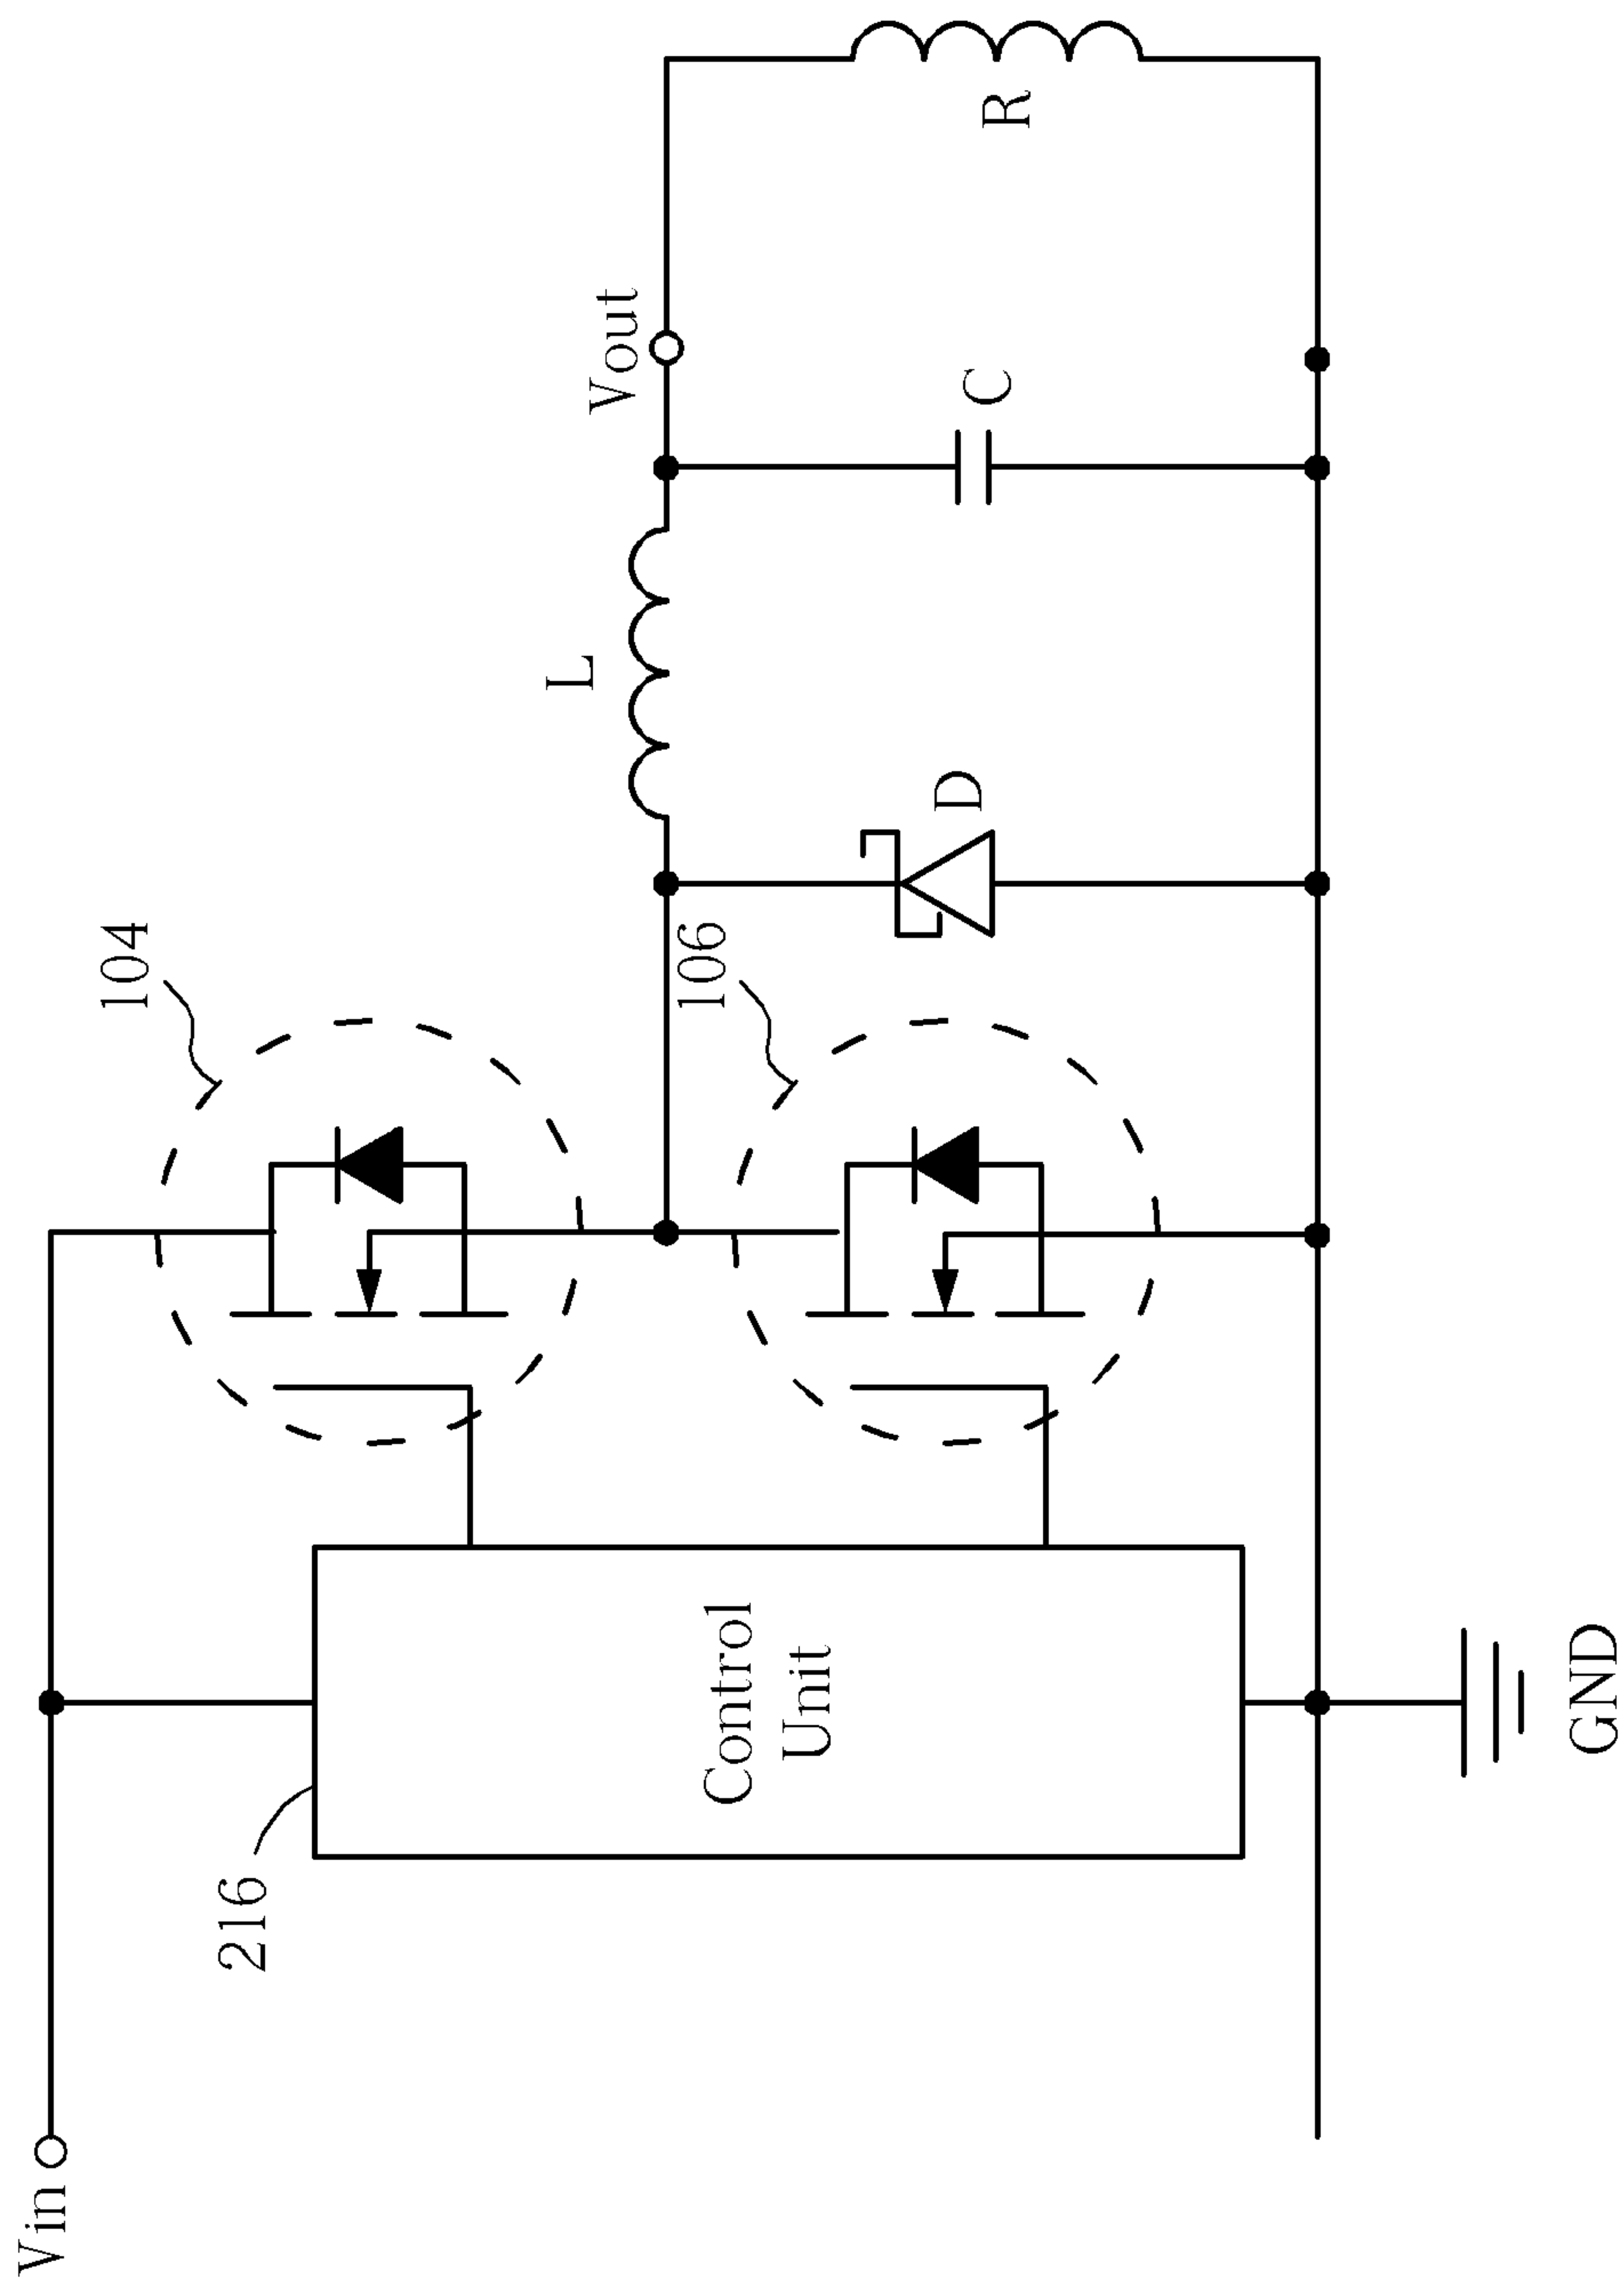 Vin
216
Control
Unit
GND
104
106
L
D
Vout
C
R